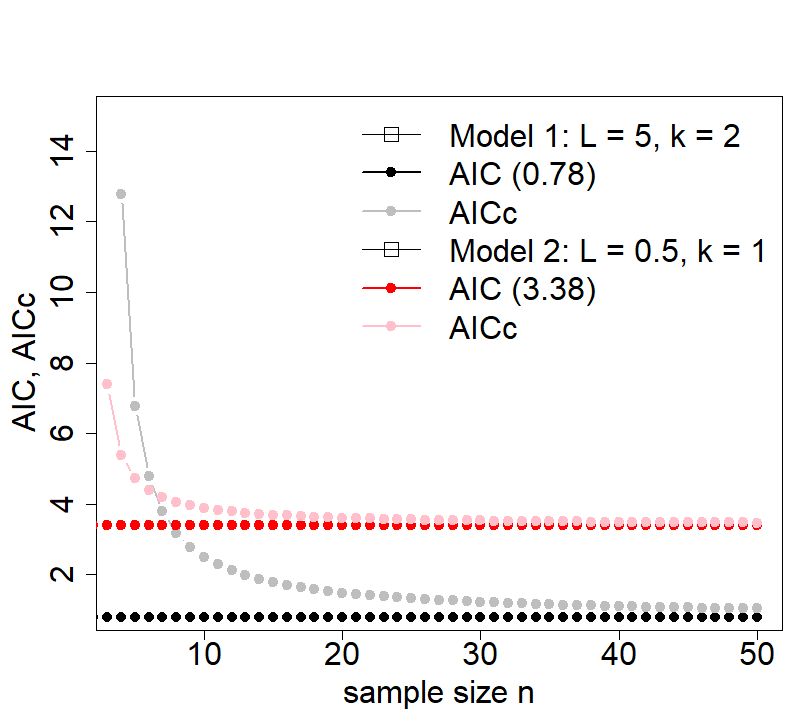 Model 1: L = 5, k = 2
AIC (0.78)
AICc
Model 2: L = 0.5, k = 1
AIC (3.38)
AICc
AIC, AICc
14
12
10
8
6
4
2
10 20 30 40 50
sample size n